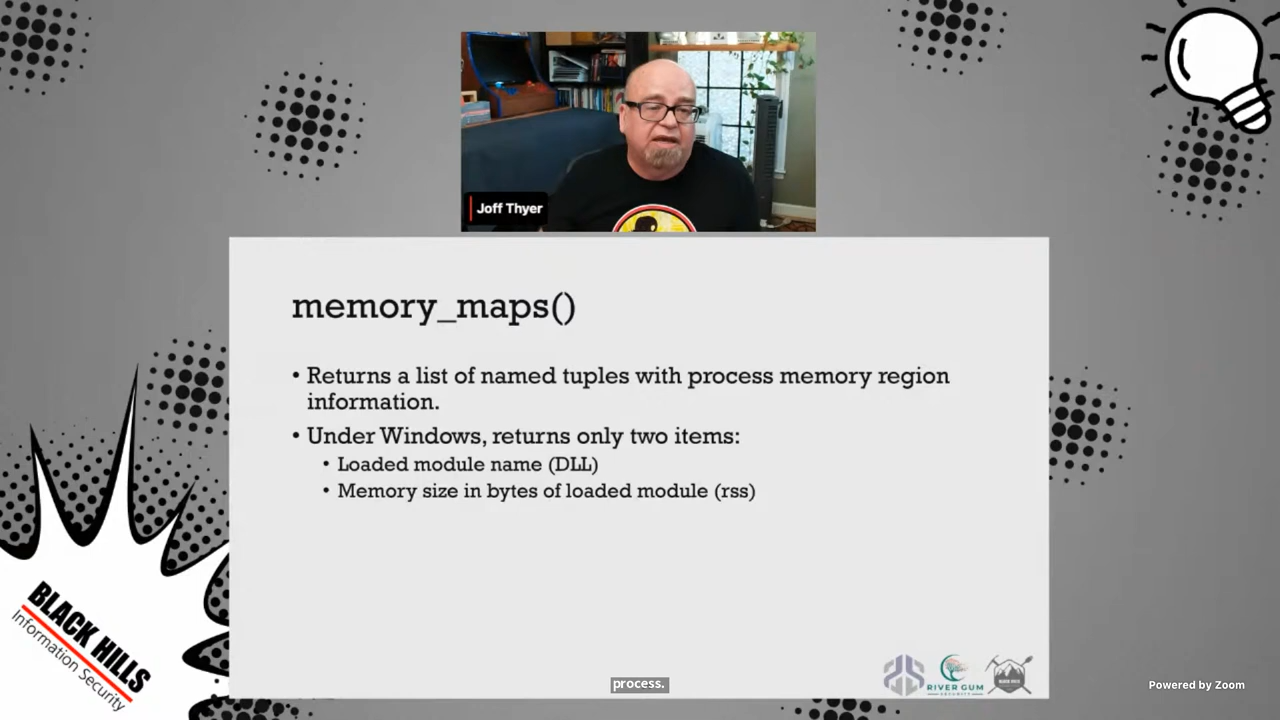 Joff Thyer
memory_maps()
• Returns a list of named tuples with process memory region
information.
• Under Windows, returns only two items:
• Loaded module name (DLL)
• Memory size in bytes of loaded module (rss)
BLACK HILLS
Information Security
process.
RIVER GUM
SECURITY
Powered by Zoom